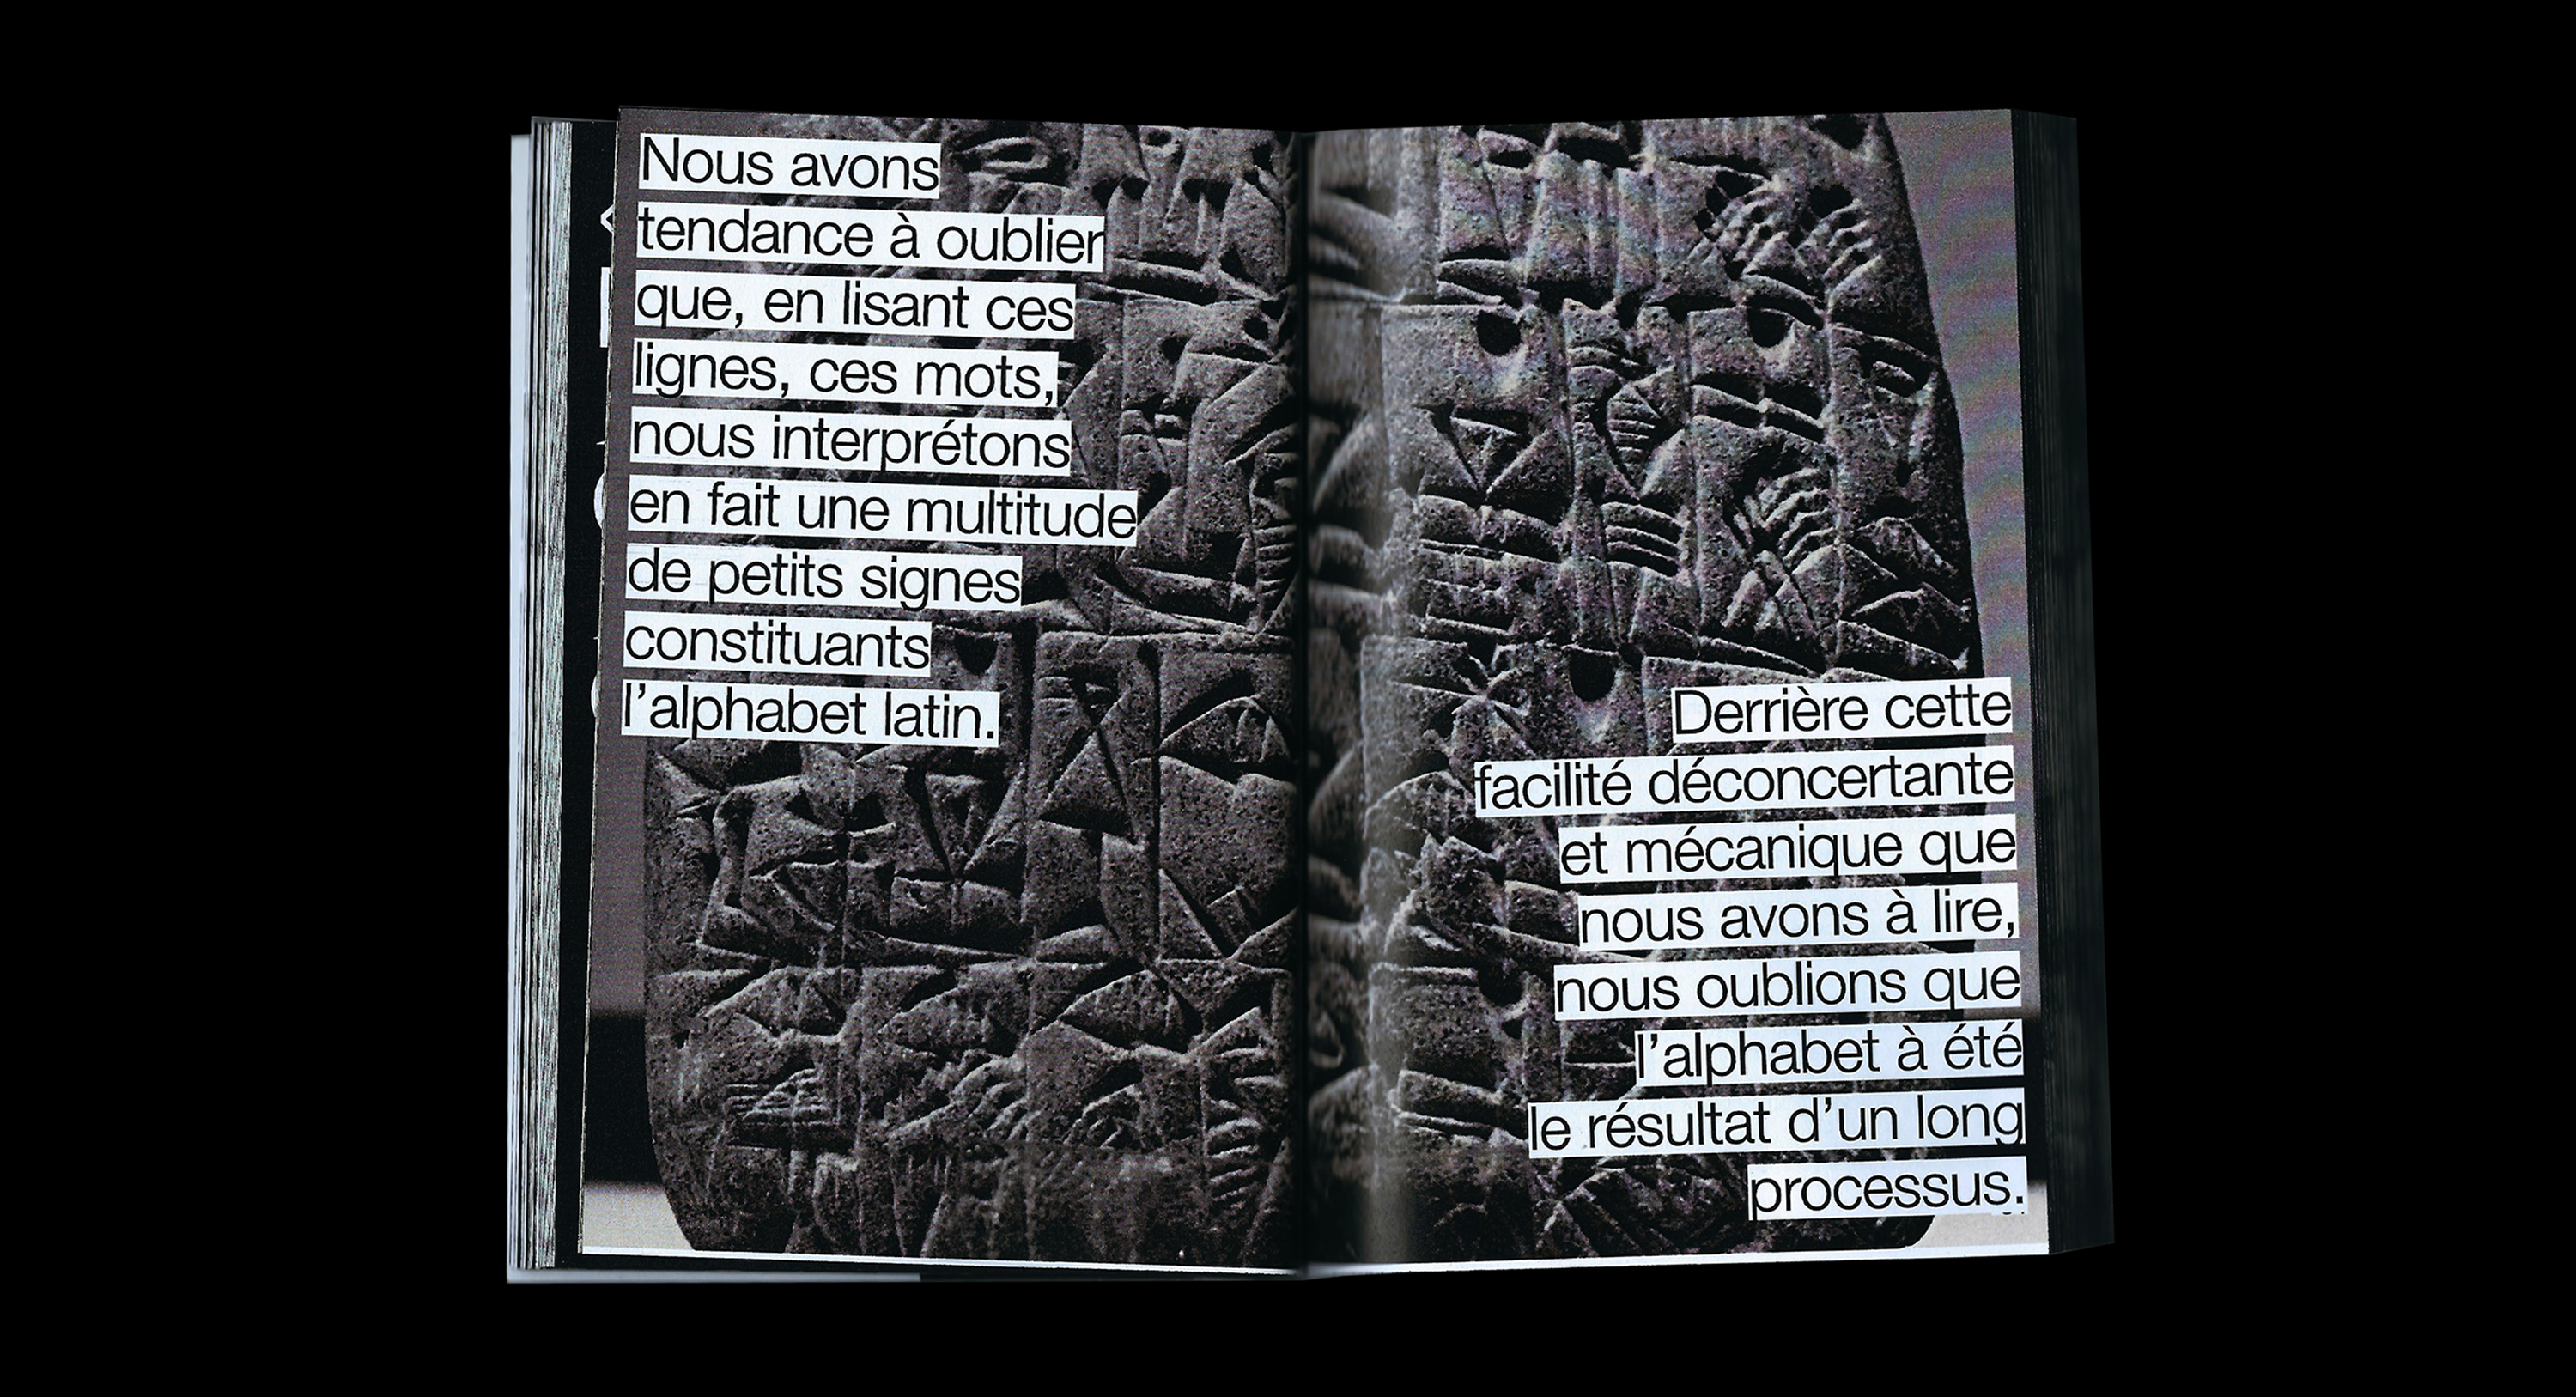 Nous avons
tendance à oublier
que, en lisant ces
lignes, ces mots,
nous interprétons
en fait une multitude
de petits signes
constituants
l’alphabet latin.
Derrière cette
facilité déconcertante
et mécanique que
nous avons à lire,
nous oublions que
l’alphabet à été
le résultat d’un long
processus.